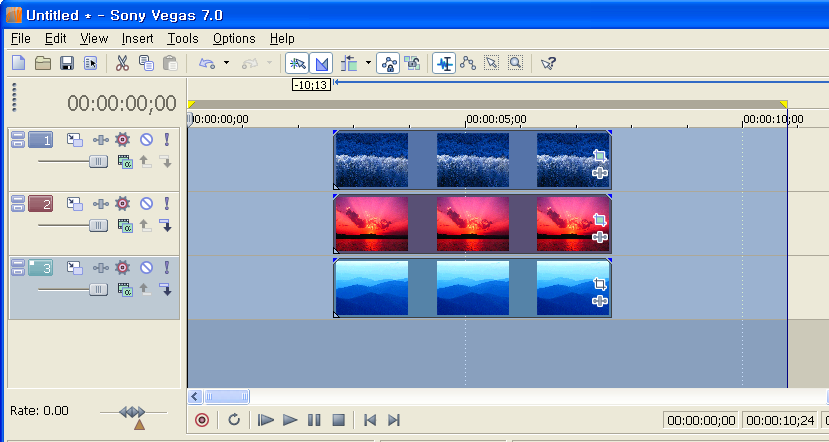 Untitled * - Sony Vegas 7.0
File Edit View Insert Tools Options Help
-10;13
00:00:00;00
00:00:00;00 00:00:05;00 00:00:10;00
1
2
3
Rate: 0.00
00:00:00;00 00:00:10;24